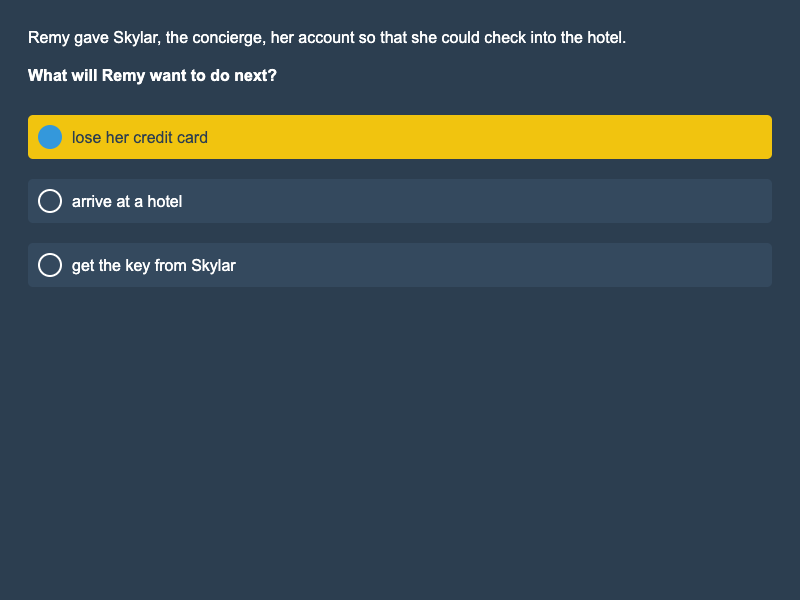 Remy gave Skylar, the concierge, her account so that she could check into the hotel.
What will Remy want to do next?
lose her credit card
arrive at a hotel
get the key from Skylar